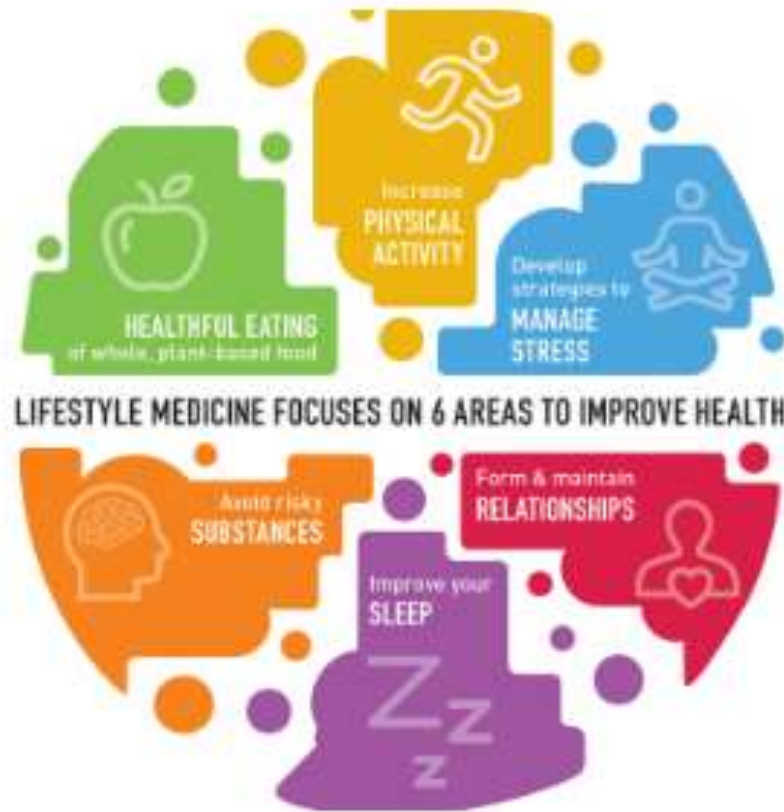 Increase
PHYSICAL
ACTIVITY
HEALTHFUL EATING
of whole, plant-based food
Develop
strategies to
MANAGE
STRESS
LIFESTYLE MEDICINE FOCUSES ON 6 AREAS TO IMPROVE HEALTH
Avoid risky
SUBSTANCES
Improve your
SLEEP
Z
Z
Z
Form & maintain
RELATIONSHIPS